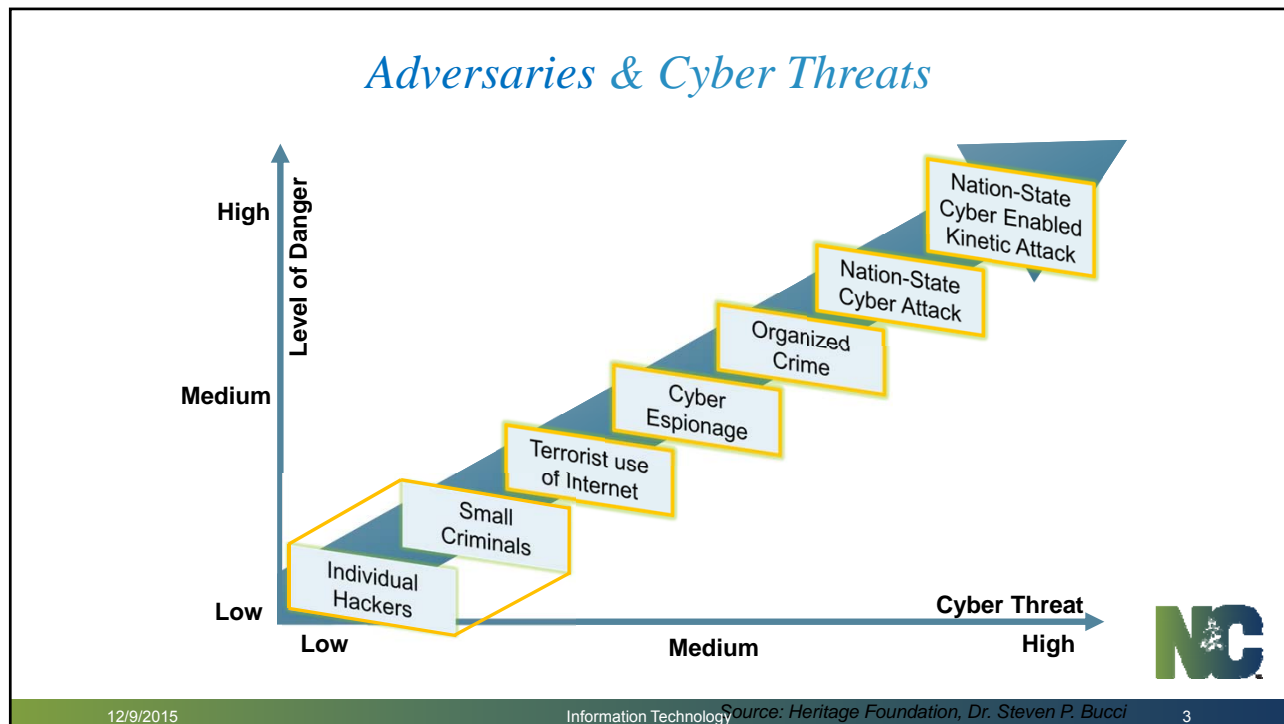 Adversaries & Cyber Threats
Level of Danger
High
Medium
Low
Nation-State
Cyber Enabled
Kinetic Attack
Nation-State
Cyber Attack
Organized
Crime
Cyber
Espionage
Terrorist use
of Internet
Small
Criminals
Individual
Hackers
Cyber Threat
Low
Medium
High
NC
12/9/2015
Information Technology
Source: Heritage Foundation, Dr. Steven P. Bucci
3